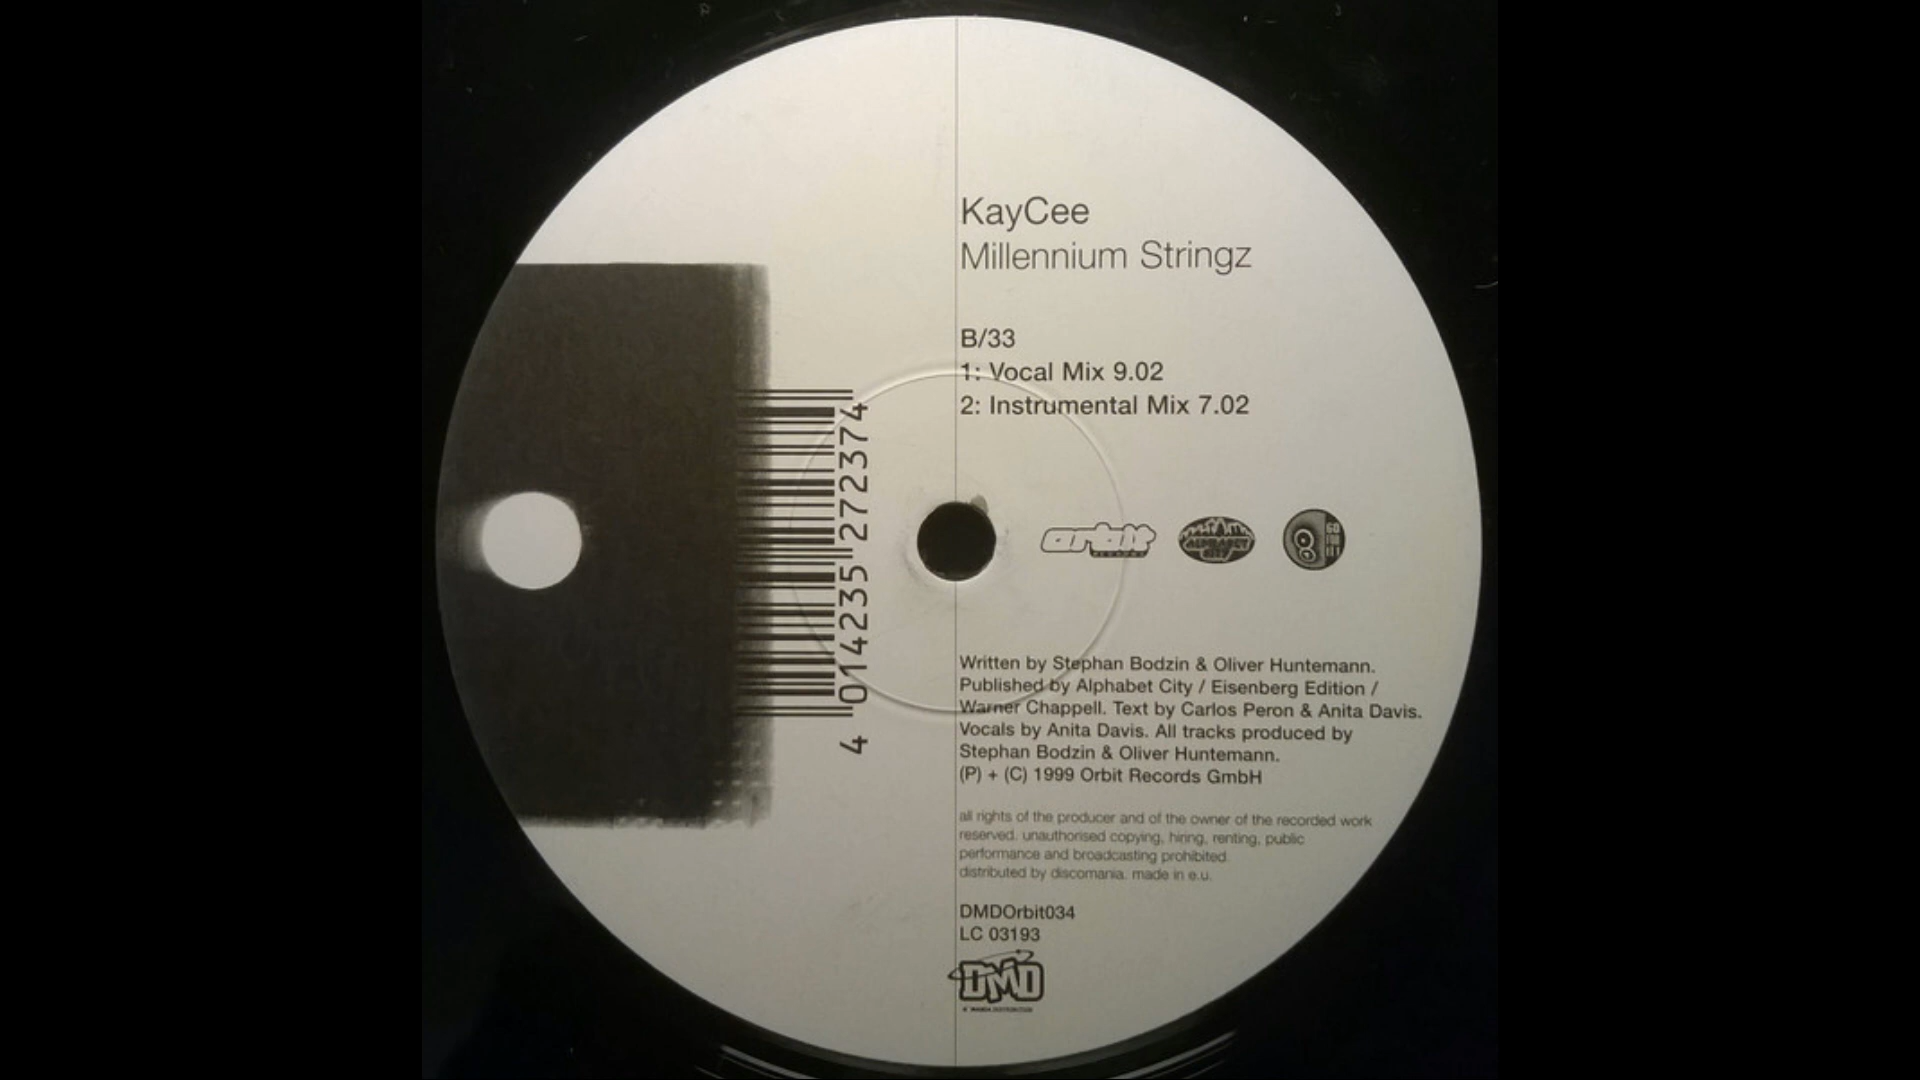 KayCee
Millennium Stringz
B/33
1: Vocal Mix 9.02
2: Instrumental Mix 7.02
4 014235 272374
orbit
ALPHABET
CITY
Written by Stephan Bodzin & Oliver Huntemann.
Published by Alphabet City / Eisenberg Edition /
Warner Chappell. Text by Carlos Peron & Anita Davis.
Vocals by Anita Davis. All tracks produced by
Stephan Bodzin & Oliver Huntemann.
(P) + (C) 1999 Orbit Records GmbH
all rights of the producer and of the owner of the recorded work
reserved. unauthorised copying, hiring, renting, public
performance and broadcasting prohibited.
distributed by discomania. made in e.u.
DMDOrbit034
LC 03193
DMD